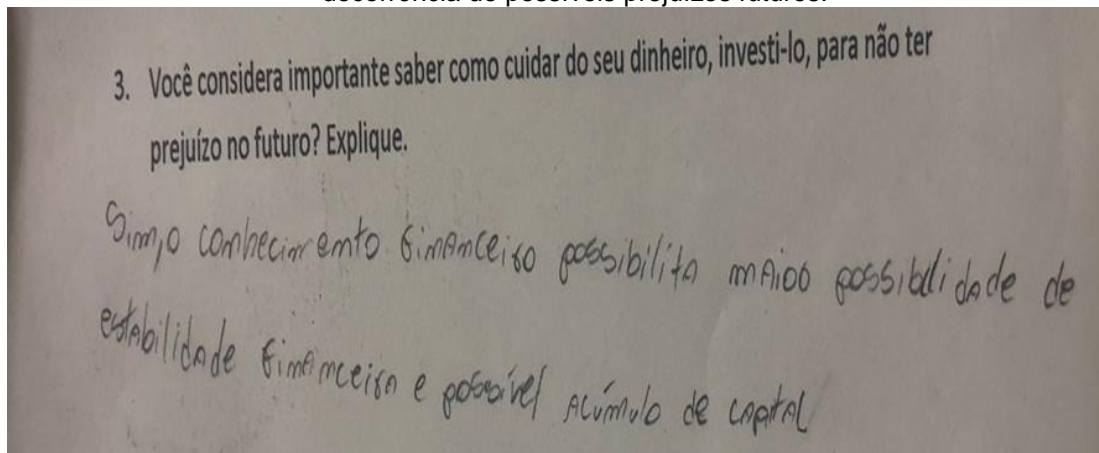 3. Você considera importante saber como cuidar do seu dinheiro, investi-lo, para não ter
prejuízo no futuro? Explique.
Sim, o conhecimento financeiro possibilita maior possibilidade de
estabilidade financeira e possível acúmulo de capital